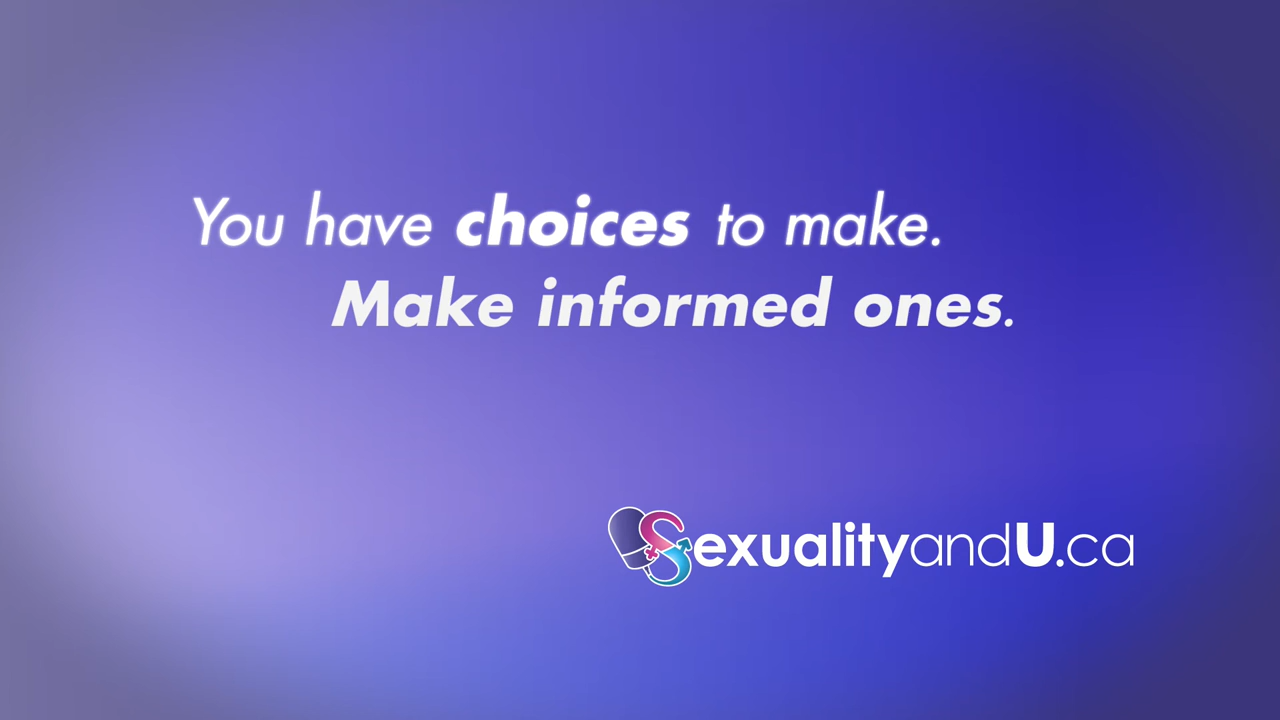 You have choices to make.
Make informed ones.
SexualityandU.ca